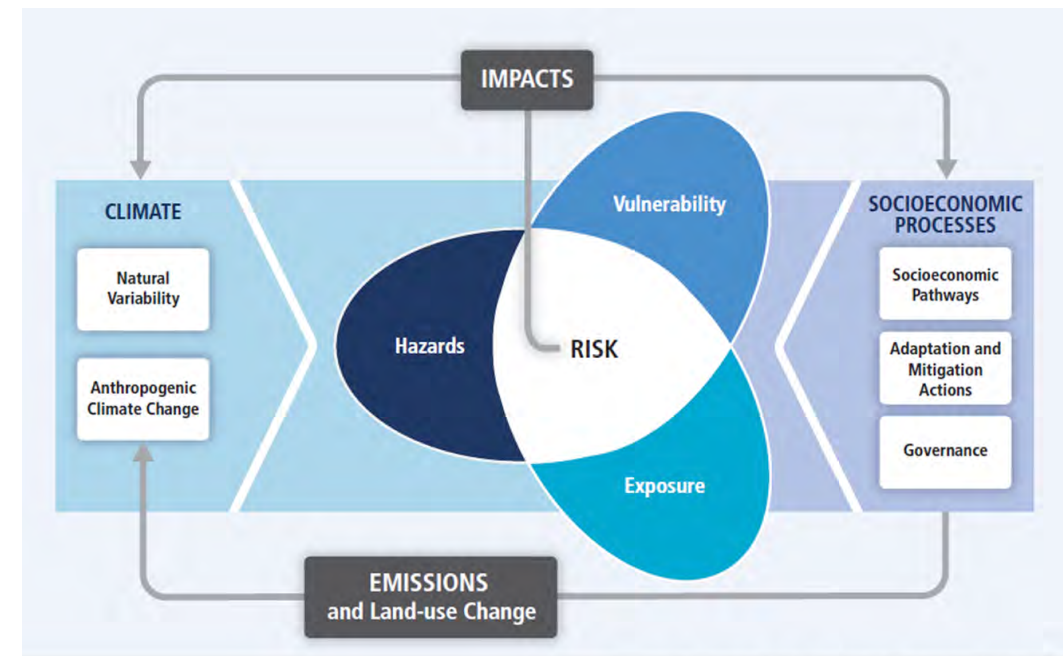 IMPACTS
CLIMATE
Natural
Variability
Anthropogenic
Climate Change
Vulnerability
Hazards
RISK
Exposure
SOCIOECONOMIC
PROCESSES
Socioeconomic
Pathways
Adaptation and
Mitigation
Actions
Governance
EMISSIONS
and Land-use Change